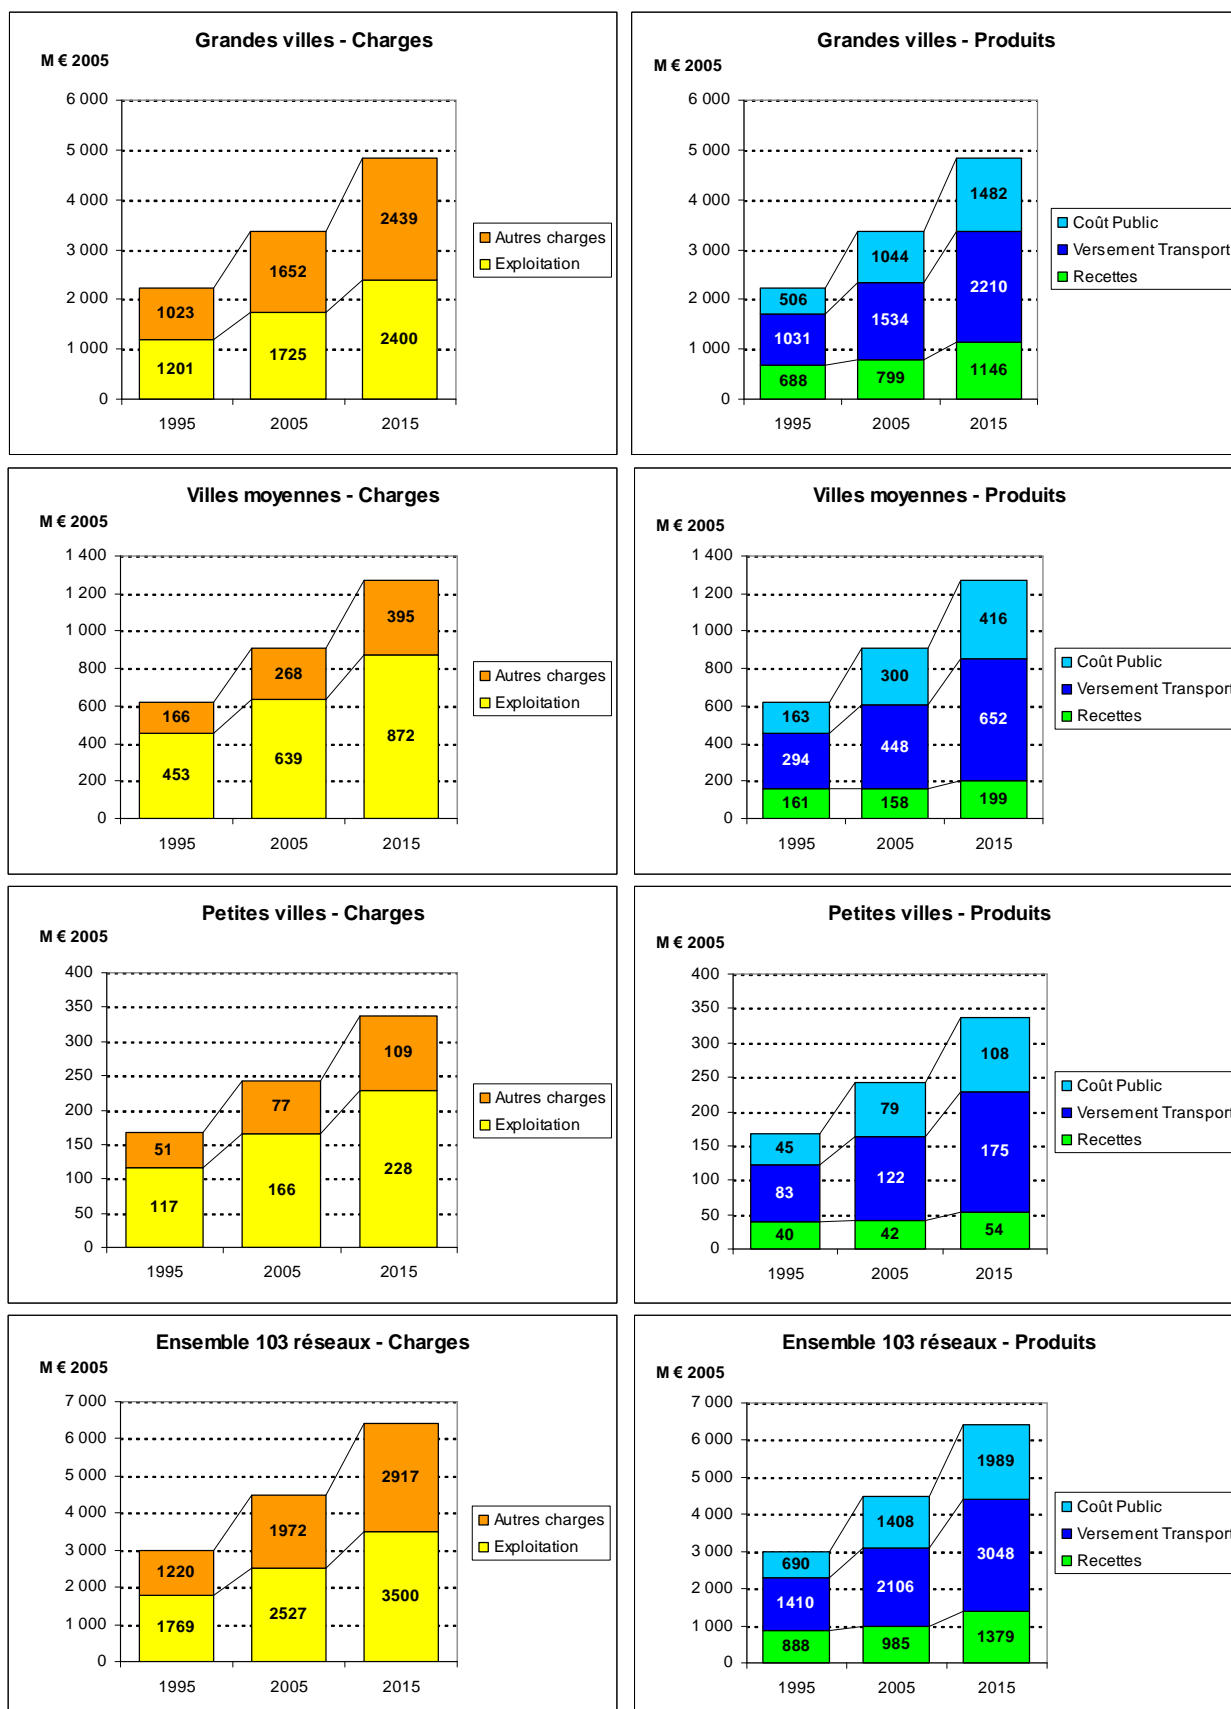 Grandes villes - Charges
M € 2005
6 000
5 000
4 000
3 000
2 000
1 000
0
2439
1652
1023
2400
1725
1201
1995 2005 2015
Autres charges
Exploitation
Grandes villes - Produits
M € 2005
6 000
5 000
4 000
3 000
2 000
1 000
0
1482
1044
506
2210
1534
1031
1146
799
688
1995 2005 2015
Coût Public
Versement Transport
Recettes
Villes moyennes - Charges
M € 2005
1 400
1 200
1 000
800
600
400
200
0
395
268
166
872
639
453
1995 2005 2015
Autres charges
Exploitation
Villes moyennes - Produits
M € 2005
1 400
1 200
1 000
800
600
400
200
0
416
300
163
652
448
294
199
158
161
1995 2005 2015
Coût Public
Versement Transport
Recettes
Petites villes - Charges
M € 2005
400
350
300
250
200
150
100
50
0
109
77
51
228
166
117
1995 2005 2015
Autres charges
Exploitation
Petites villes - Produits
M € 2005
400
350
300
250
200
150
100
50
0
108
79
45
175
122
83
54
42
40
1995 2005 2015
Coût Public
Versement Transport
Recettes
Ensemble 103 réseaux - Charges
M € 2005
7 000
6 000
5 000
4 000
3 000
2 000
1 000
0
2917
1972
1220
3500
2527
1769
1995 2005 2015
Autres charges
Exploitation
Ensemble 103 réseaux - Produits
M € 2005
7 000
6 000
5 000
4 000
3 000
2 000
1 000
0
1989
1408
690
3048
2106
1410
1379
985
888
1995 2005 2015
Coût Public
Versement Transport
Recettes